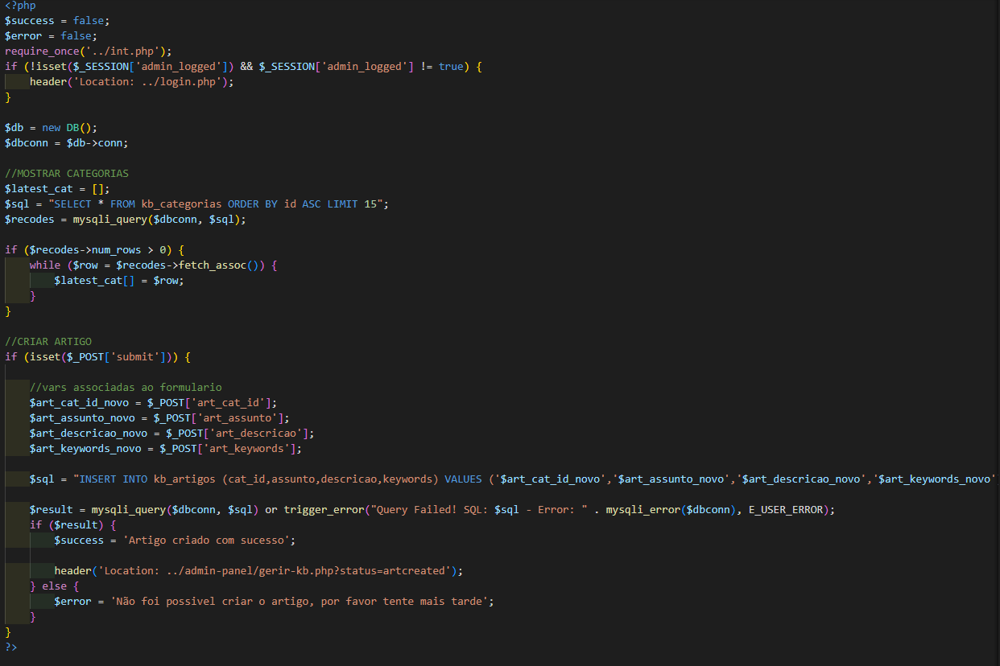 <?php
$success = false;
$error = false;
require_once('../int.php');
if (!isset($_SESSION['admin_logged']) && $_SESSION['admin_logged'] != true) {
    header('Location: ../login.php');
}
$db = new DB();
$dbconn = $db->conn;
//MOSTRAR CATEGORIAS
$latest_cat = [];
$sql = "SELECT * FROM kb_categorias ORDER BY id ASC LIMIT 15";
$recodes = mysqli_query($dbconn, $sql);
if ($recodes->num_rows > 0) {
    while ($row = $recodes->fetch_assoc()) {
        $latest_cat[] = $row;
    }
}
//CRIAR ARTIGO
if (isset($_POST['submit'])) {
    //vars associadas ao formulario
    $art_cat_id_novo = $_POST['art_cat_id'];
    $art_assunto_novo = $_POST['art_assunto'];
    $art_descricao_novo = $_POST['art_descricao'];
    $art_keywords_novo = $_POST['art_keywords'];
    $sql = "INSERT INTO kb_artigos (cat_id,assunto,descricao,keywords) VALUES ('$art_cat_id_novo','$art_assunto_novo','$art_descricao_novo','$art_keywords_novo'
    $result = mysqli_query($dbconn, $sql) or trigger_error("Query Failed! SQL: $sql - Error: " . mysqli_error($dbconn), E_USER_ERROR);
    if ($result) {
        $success = 'Artigo criado com sucesso';
        header('Location: ../admin-panel/gerir-kb.php?status=artcreated');
    } else {
        $error = 'Não foi possivel criar o artigo, por favor tente mais tarde';
    }
}
?>